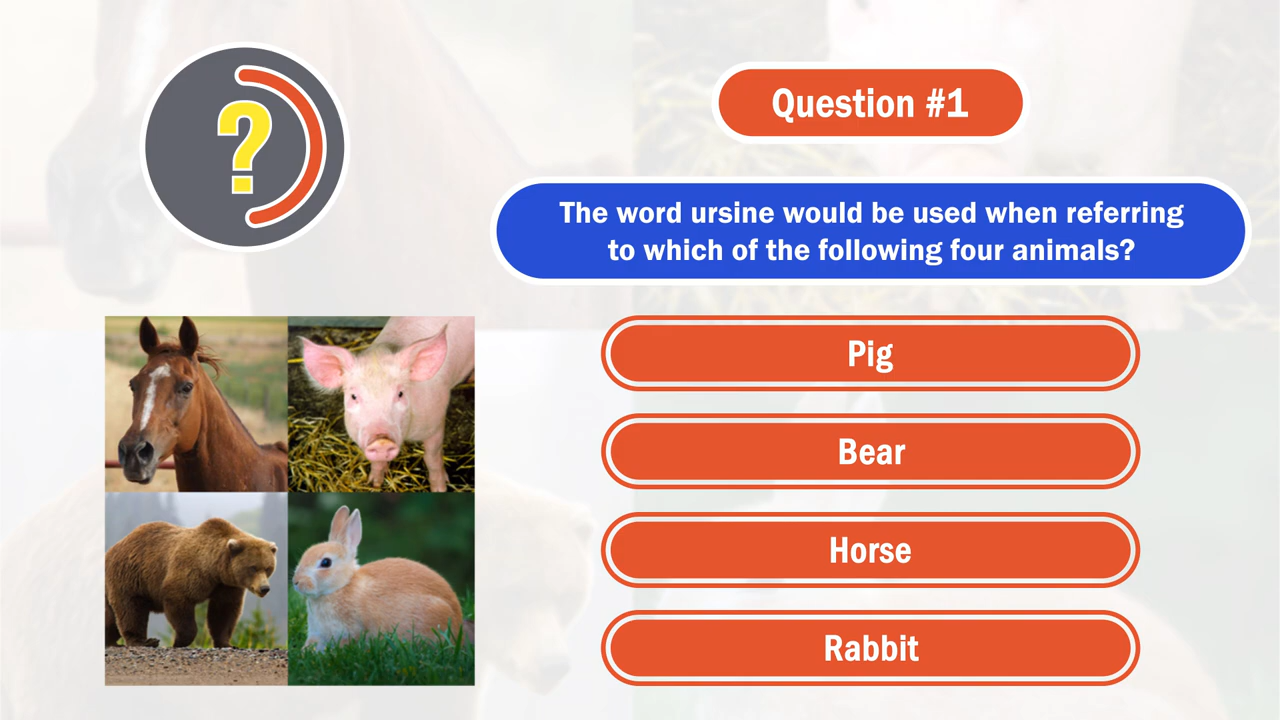 ?
Question #1
The word ursine would be used when referring
to which of the following four animals?
Pig
Bear
Horse
Rabbit